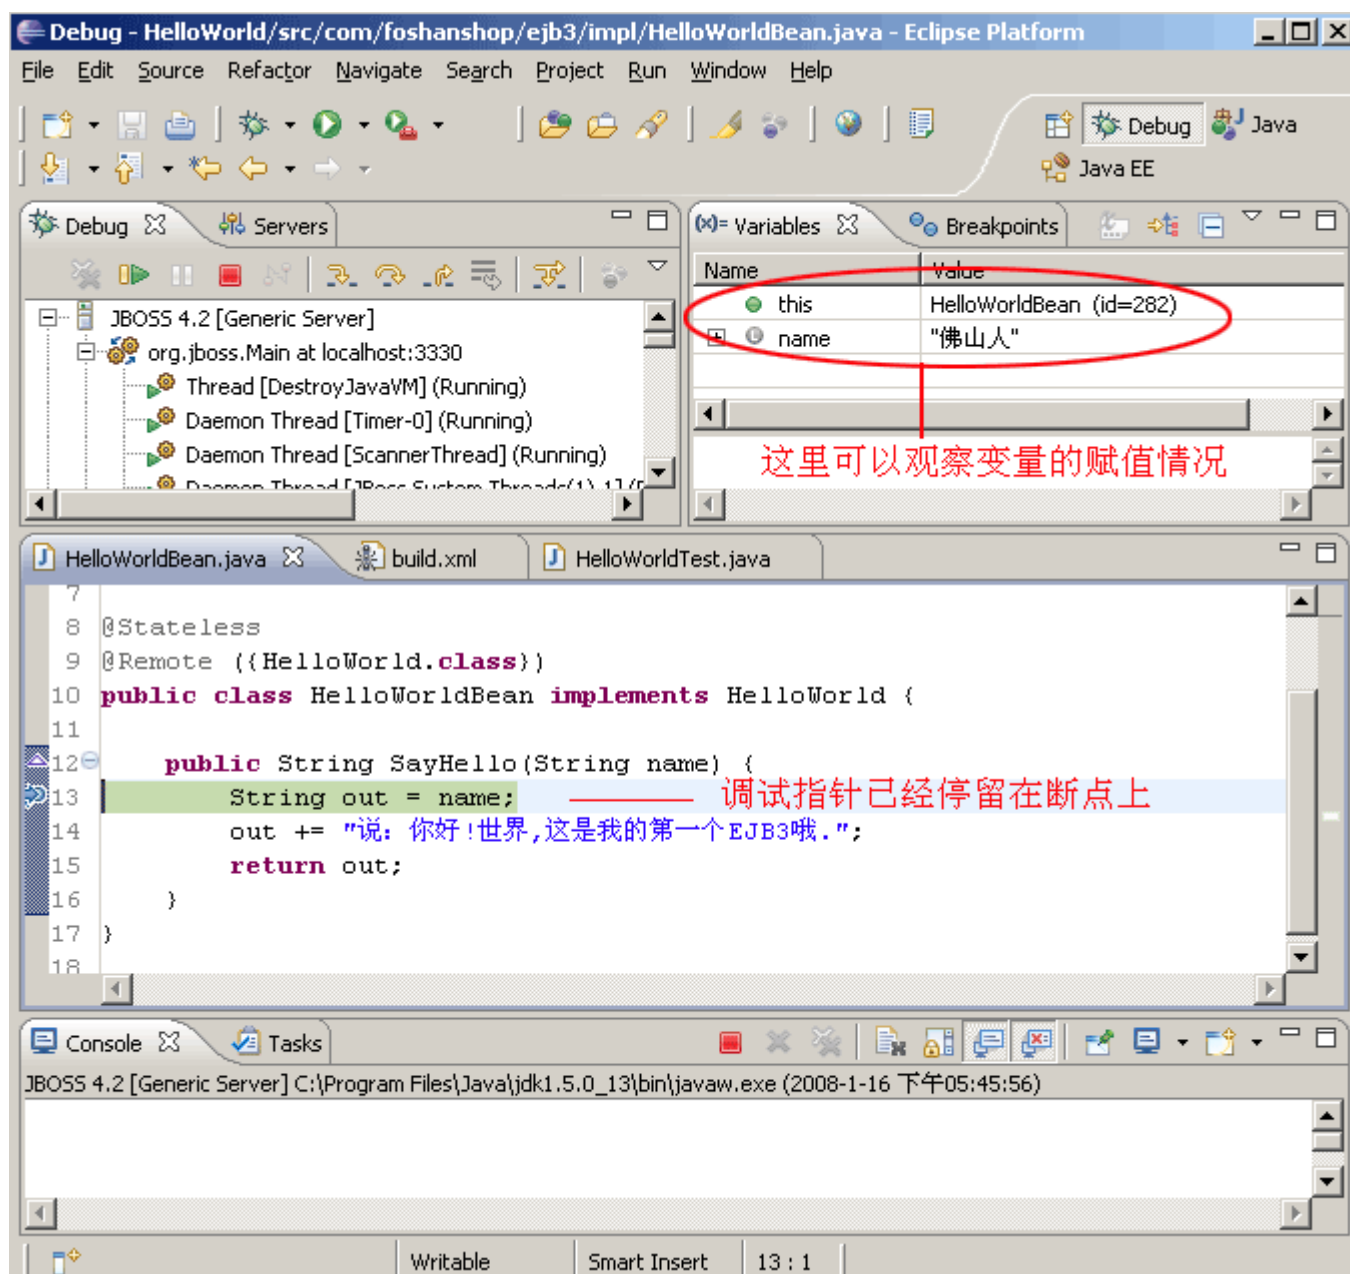 Debug - HelloWorld/src/com/foshanshop/ejb3/impl/HelloWorldBean.java - Eclipse Platform
File Edit Source Refactor Navigate Search Project Run Window Help
Debug Java
Java EE
Debug Servers
(x)= Variables Breakpoints
Name Value
this HelloWorldBean (id=282)
name "佛山人"
这里可以观察变量的赋值情况
JBOSS 4.2 [Generic Server]
org.jboss.Main at localhost:3330
Thread [DestroyJavaVM] (Running)
Daemon Thread [Timer-0] (Running)
Daemon Thread [ScannerThread] (Running)
Daemon Thread [JBoss System Threads(1)-1]
HelloWorldBean.java build.xml HelloWorldTest.java
7
8 @Stateless
9 @Remote ({HelloWorld.class})
10 public class HelloWorldBean implements HelloWorld {
11
12 public String SayHello(String name) {
13 String out = name; 调试指针已经停留在断点上
14 out += "说：你好!世界,这是我的第一个EJB3哦.";
15 return out;
16 }
17 }
18
Console Tasks
JBOSS 4.2 [Generic Server] C:\Program Files\Java\jdk1.5.0_13\bin\javaw.exe (2008-1-16 下午05:45:56)
Writable Smart Insert 13 : 1